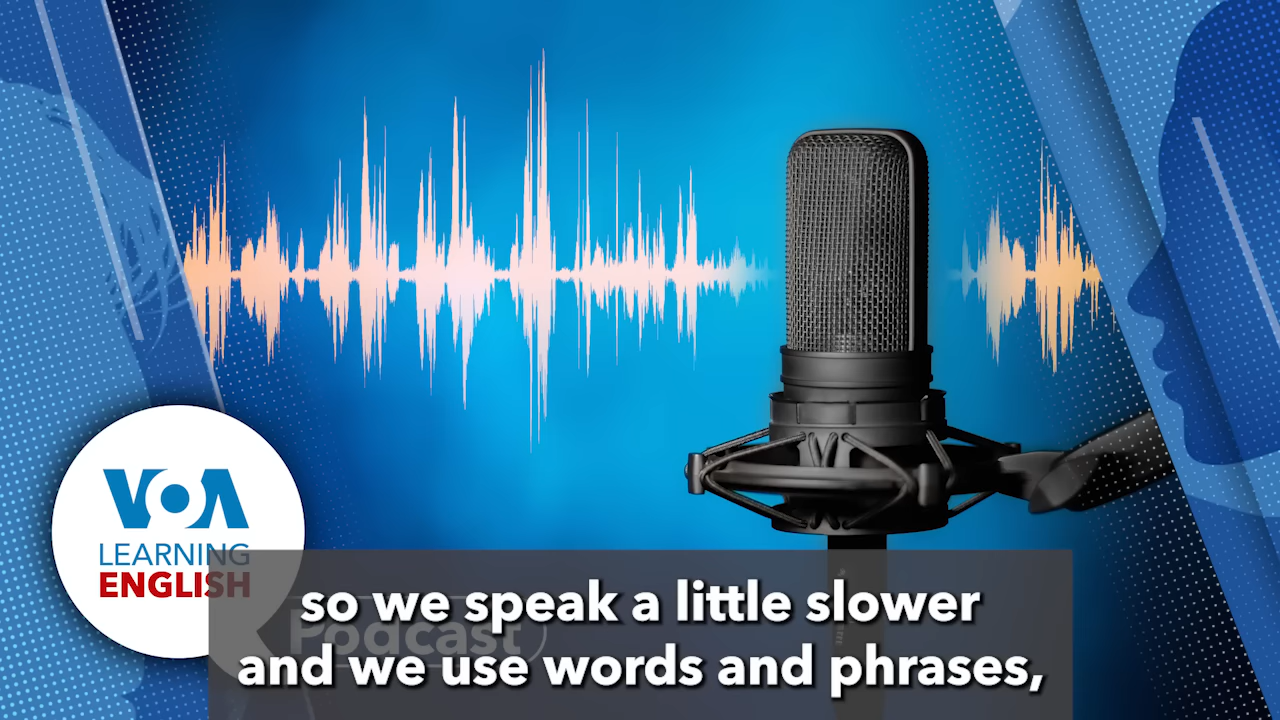 VOA
LEARNING
ENGLISH
Podcast
so we speak a little slower
and we use words and phrases,